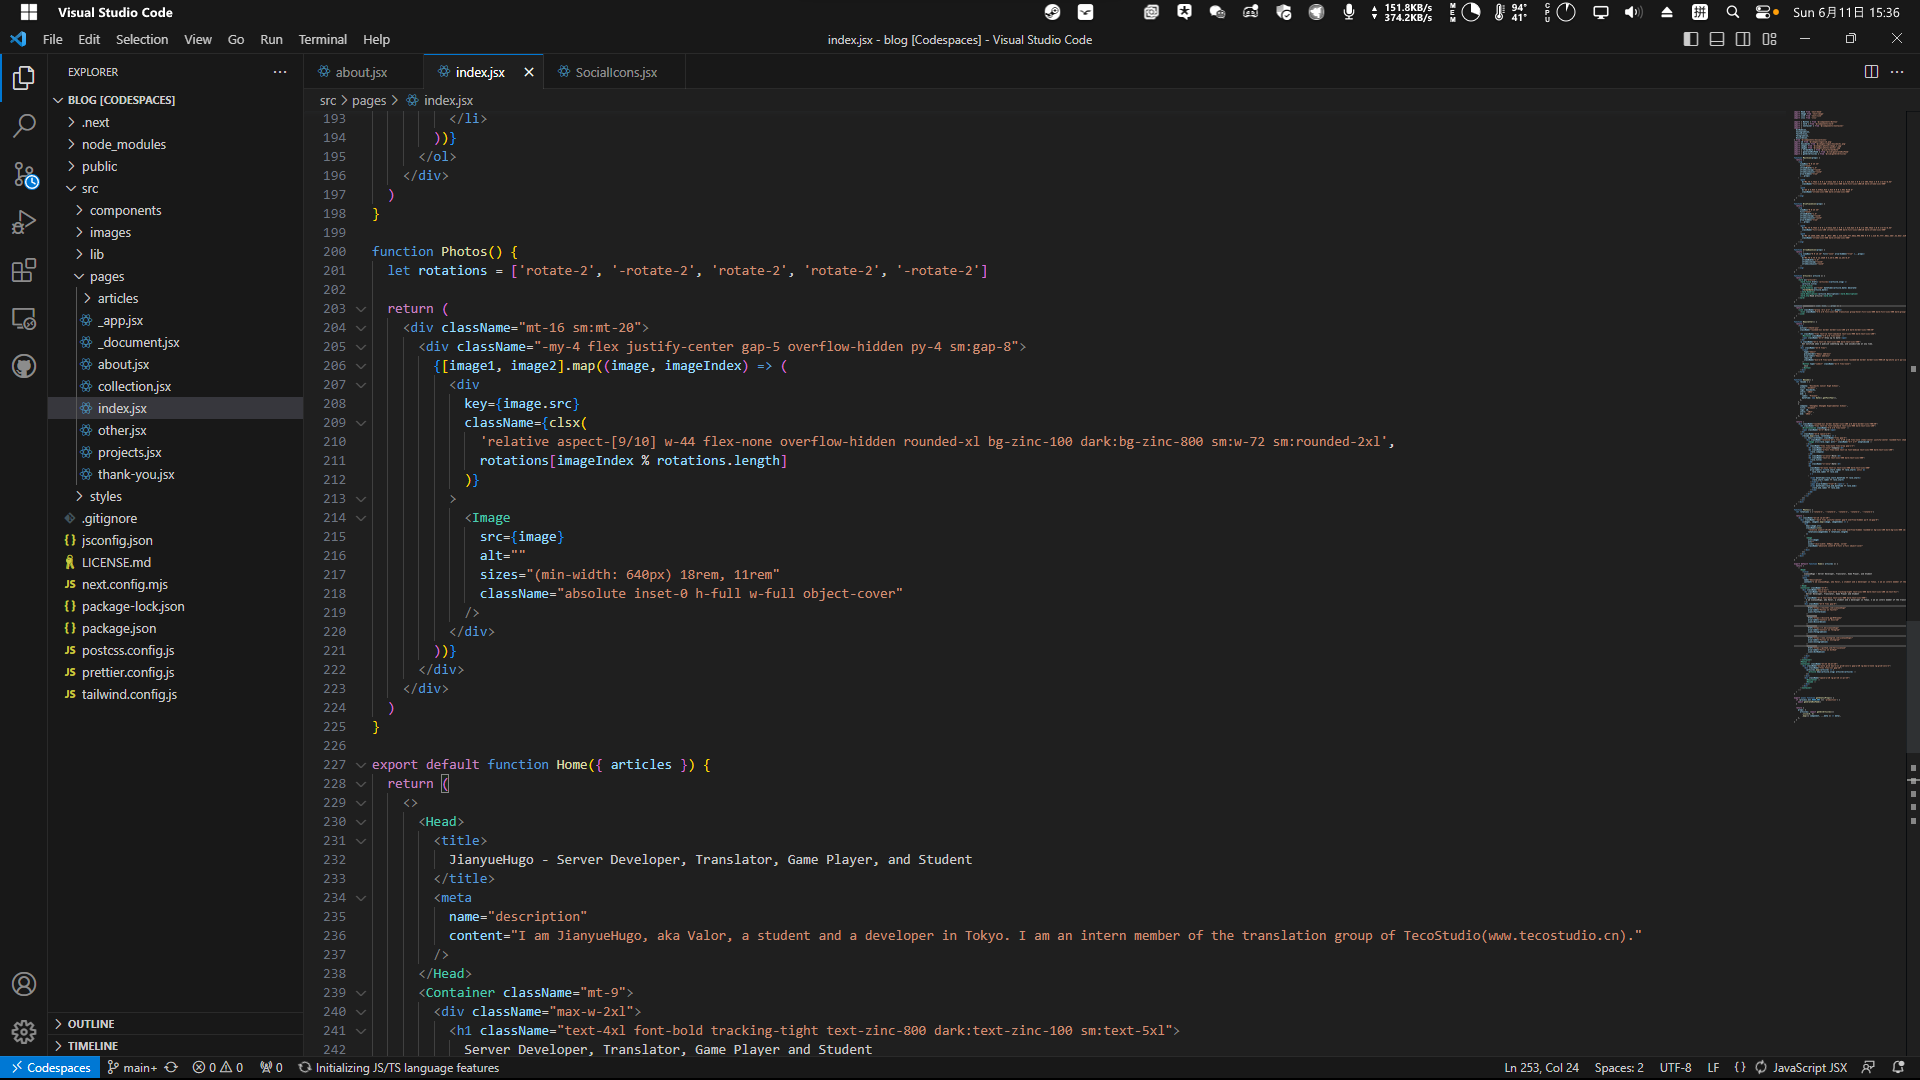 Visual Studio Code
151.8KB/s
374.2KB/s
MEM
94°
41°
CPU
拼
Sun 6月11日 15:36
File Edit Selection View Go Run Terminal Help
index.jsx - blog [Codespaces] - Visual Studio Code
EXPLORER
BLOG [CODESPACES]
.next
node_modules
public
src
components
images
lib
pages
articles
_app.jsx
_document.jsx
about.jsx
collection.jsx
index.jsx
other.jsx
projects.jsx
thank-you.jsx
styles
.gitignore
{} jsconfig.json
LICENSE.md
JS next.config.mjs
{} package-lock.json
{} package.json
JS postcss.config.js
JS prettier.config.js
JS tailwind.config.js
OUTLINE
TIMELINE
about.jsx index.jsx SocialIcons.jsx
src > pages > index.jsx
193 </li>
194 ))}
195 </ol>
196 </div>
197 )
198 }
199
200 function Photos() {
201 let rotations = ['rotate-2', '-rotate-2', 'rotate-2', 'rotate-2', '-rotate-2']
202
203 return (
204 <div className="mt-16 sm:mt-20">
205 <div className="-my-4 flex justify-center gap-5 overflow-hidden py-4 sm:gap-8">
206 {[image1, image2].map((image, imageIndex) => (
207 <div
208 key={image.src}
209 className={clsx(
210 'relative aspect-[9/10] w-44 flex-none overflow-hidden rounded-xl bg-zinc-100 dark:bg-zinc-800 sm:w-72 sm:rounded-2xl',
211 rotations[imageIndex % rotations.length]
212 )}
213 >
214 <Image
215 src={image}
216 alt=""
217 sizes="(min-width: 640px) 18rem, 11rem"
218 className="absolute inset-0 h-full w-full object-cover"
219 />
220 </div>
221 ))}
222 </div>
223 </div>
224 )
225 }
226
227 export default function Home({ articles }) {
228 return (
229 <>
230 <Head>
231 <title>
232 JianyueHugo - Server Developer, Translator, Game Player, and Student
233 </title>
234 <meta
235 name="description"
236 content="I am JianyueHugo, aka Valor, a student and a developer in Tokyo. I am an intern member of the translation group of TecoStudio(www.tecostudio.cn)."
237 />
238 </Head>
239 <Container className="mt-9">
240 <div className="max-w-2xl">
241 <h1 className="text-4xl font-bold tracking-tight text-zinc-800 dark:text-zinc-100 sm:text-5xl">
242 Server Developer, Translator, Game Player and Student
Codespaces main+ 0 0 0 Initializing JS/TS language features
Ln 253, Col 24 Spaces: 2 UTF-8 LF {} JavaScript JSX